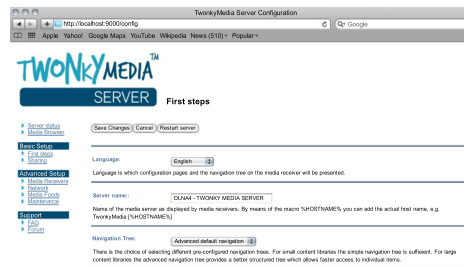 TwonkyMedia Server Configuration
http://localhost:9000/config
Google
Apple Yahoo! Google Maps YouTube Wikipedia News (510) Popular
TWONKYMEDIA TM
SERVER
First steps
Server status
Media Browser
Save Changes Cancel Restart server
Basic Setup
First steps
Sharing
Advanced Setup
Media Receivers
Network
Media Feeds
Maintenance
Support
FAQ
Forum
Language:
English
Language is which configuration pages and the navigation tree on the media receiver will be presented.
Server name::
DLNA4 - TWONKY MEDIA SERVER
Name of the media server as displayed by media receivers. By means of the macro %HOSTNAME% you can add the actual host name, e.g.
TwonkyMedia [%HOSTNAME%]
Navigation Tree:
Advanced default navigation
There is the choice of selecting different pre-configured navigation trees. For small content libraries the simple navigation tree is suffieint. For large
content libraries the advanced navigation tree provides a better structured tree which allows faster access to individual items.